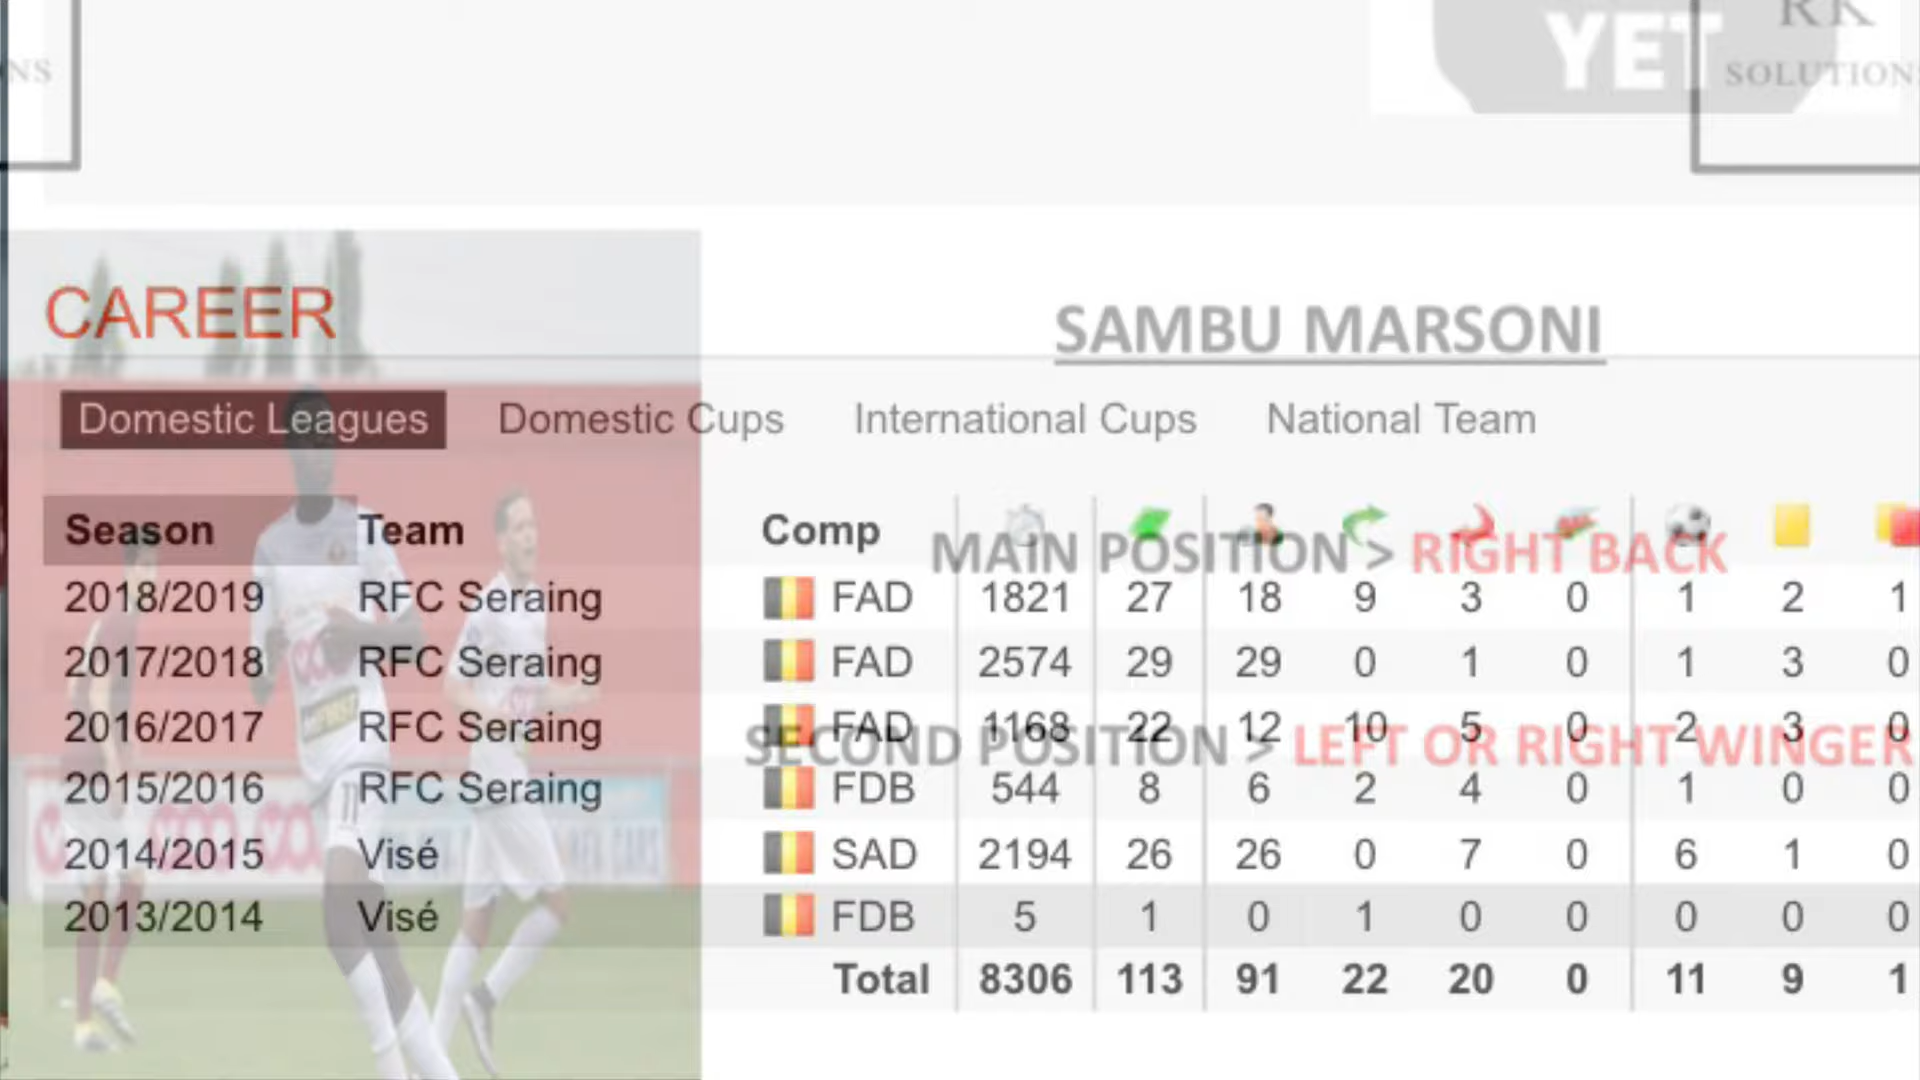 YET
RK
NS
SOLUTIONS
CAREER
SAMBU MARSONI
Domestic Leagues Domestic Cups International Cups National Team
Season Team Comp
MAIN POSITION > RIGHT BACK
2018/2019 RFC Seraing FAD 1821 27 18 9 3 0 1 2 1
2017/2018 RFC Seraing FAD 2574 29 29 0 1 0 1 3 0
2016/2017 RFC Seraing FAD 1168 22 12 10 5 0 2 3 0
SECOND POSITION > LEFT OR RIGHT WINGER
2015/2016 RFC Seraing FDB 544 8 6 2 4 0 1 0 0
2014/2015 Visé SAD 2194 26 26 0 7 0 6 1 0
2013/2014 Visé FDB 5 1 0 1 0 0 0 0 0
Total 8306 113 91 22 20 0 11 9 1
11